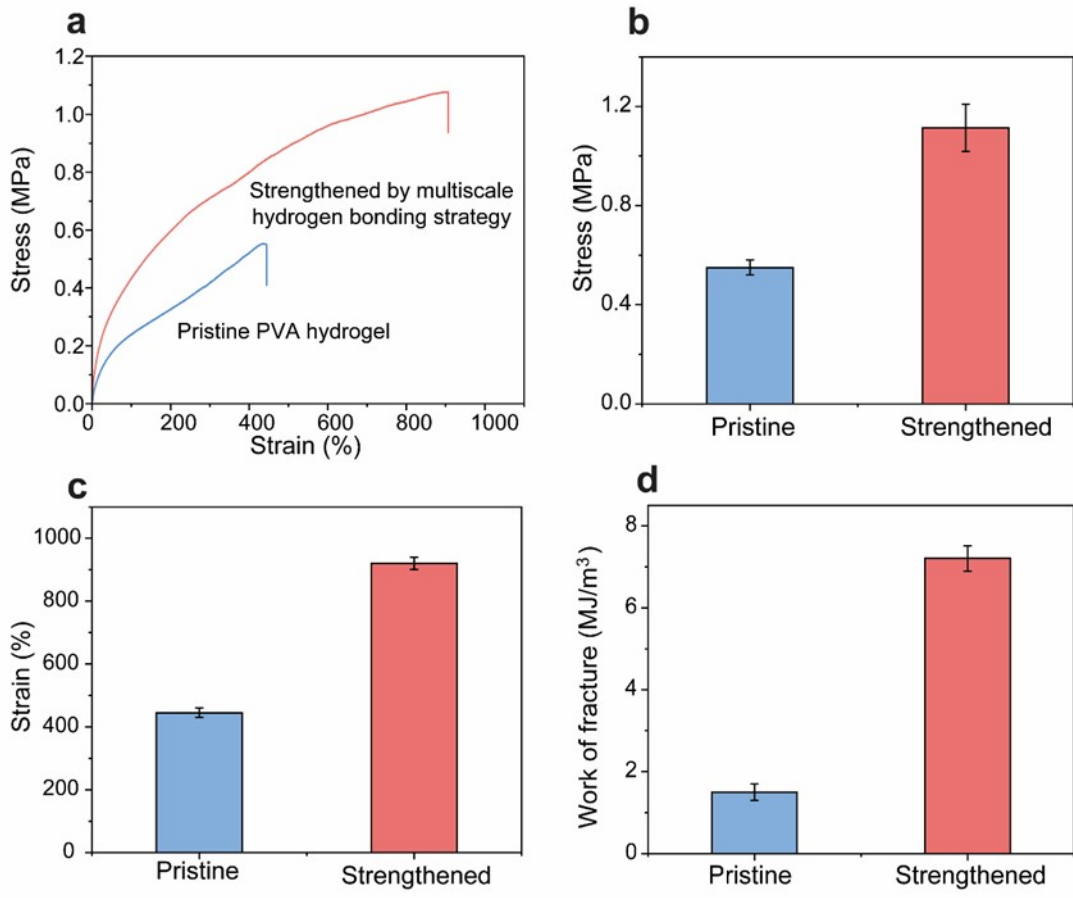 a
Stress (MPa)
1.2
1.0
0.8
0.6
0.4
0.2
0.0
Strengthened by multiscale
hydrogen bonding strategy
Pristine PVA hydrogel
0 200 400 600 800 1000
Strain (%)
b
Stress (MPa)
1.2
0.8
0.4
0.0
Pristine Strengthened
c
Strain (%)
1000
800
600
400
200
0
Pristine Strengthened
d
Work of fracture (MJ/m³)
8
6
4
2
0
Pristine Strengthened